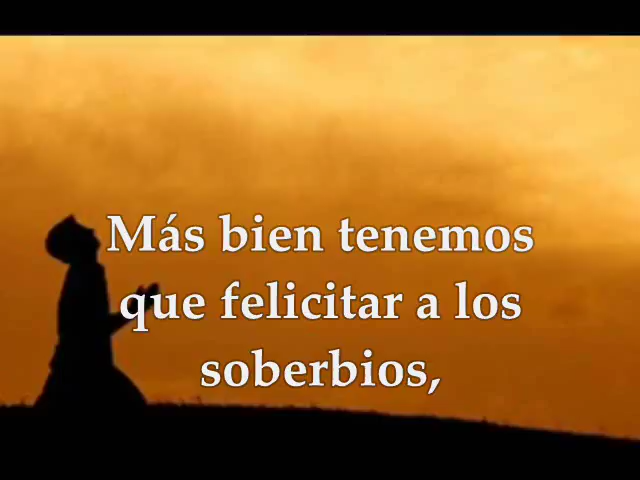 Más bien tenemos
que felicitar a los
soberbios,